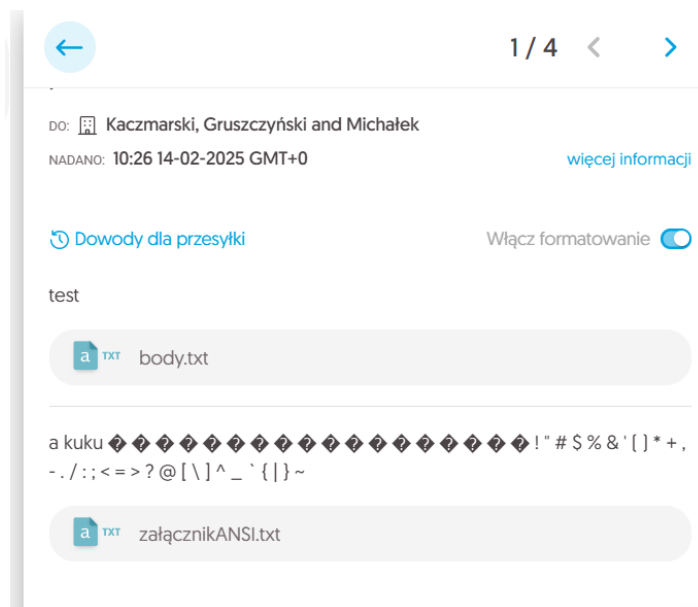 1 / 4
DO: Kaczmarski, Gruszczyński and Michałek
NADANO: 10:26 14-02-2025 GMT+0
więcej informacji
Dowody dla przesyłki
Włącz formatowanie
test
a TXT body.txt
a kuku � � � � � � � � � � � � � � � � � � ! " # $ % & ' [ ] * + ,
- . / : ; < = > ? @ [ \ ] ^ _ ` { | } ~
a TXT załącznikANSI.txt